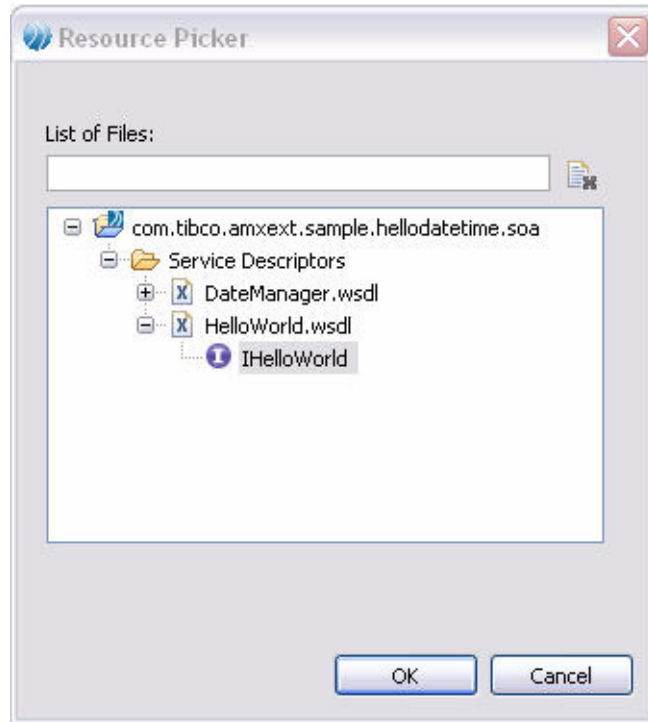 Resource Picker
List of Files:
com.tibco.amxext.sample.hellodatetime.soa
Service Descriptors
DateManager.wsdl
HelloWorld.wsdl
IHelloWorld
OK Cancel